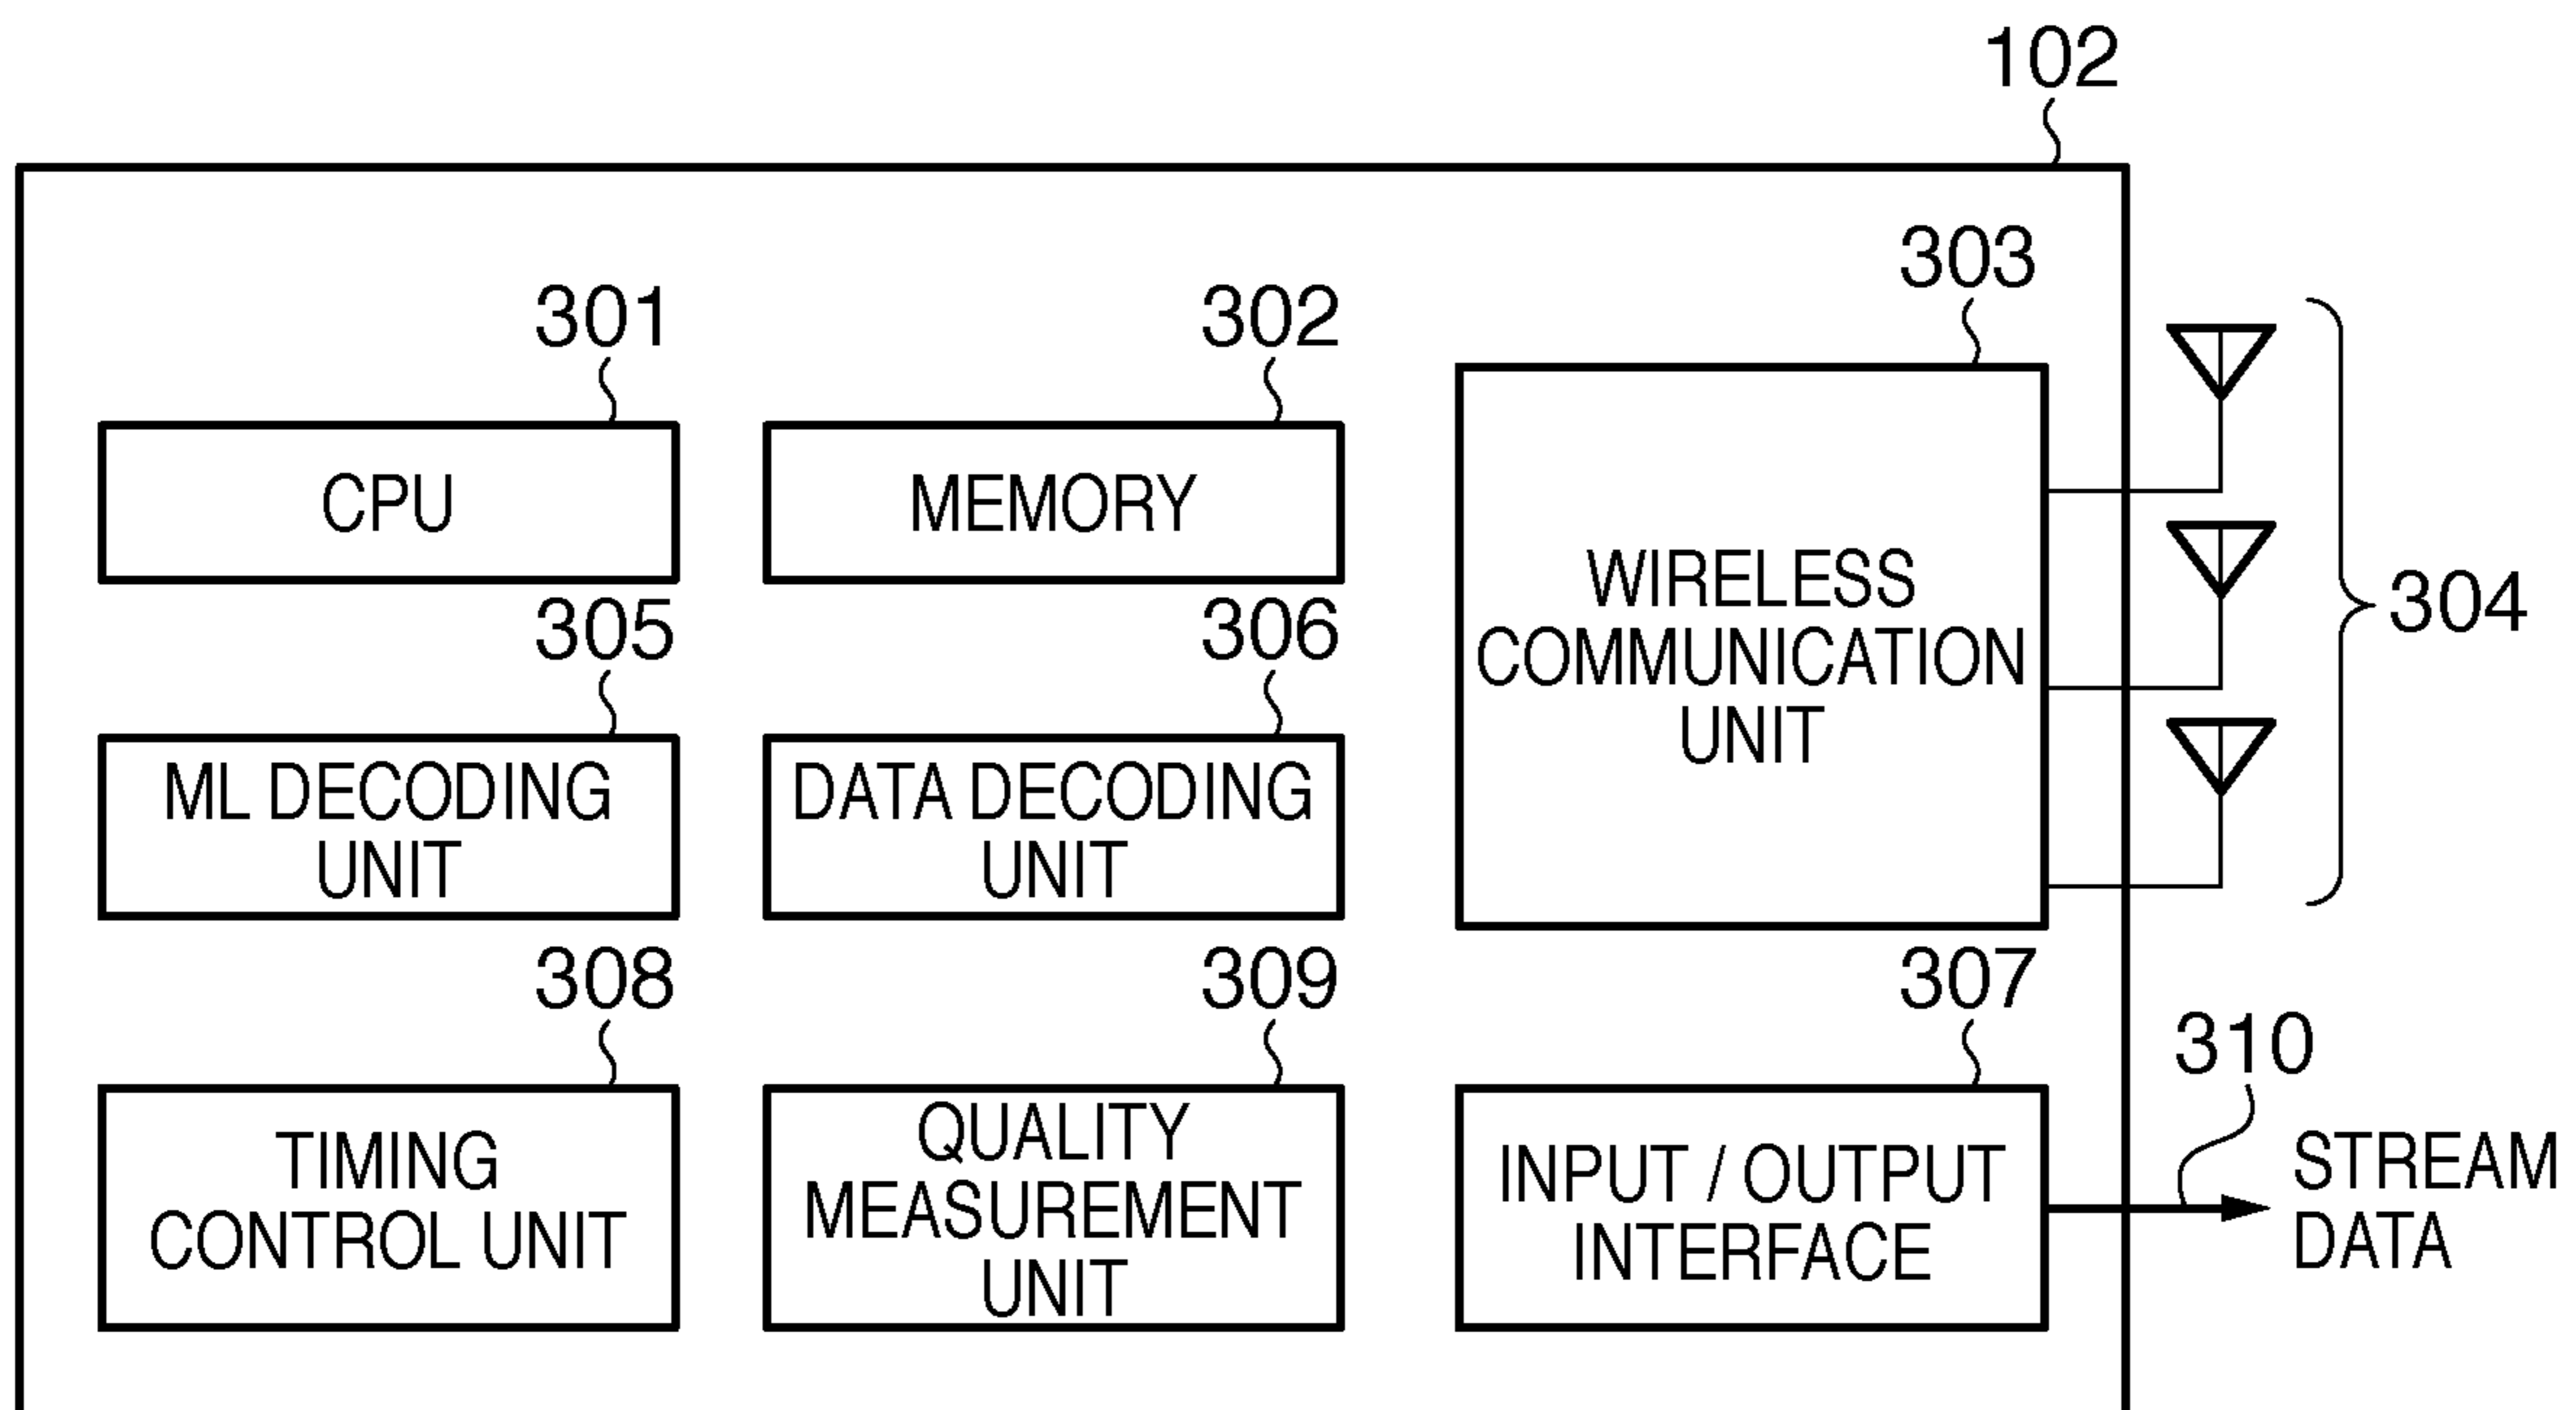 102
303
301
302
CPU
MEMORY
WIRELESS
COMMUNICATION
UNIT
304
305
306
ML DECODING
UNIT
DATA DECODING
UNIT
308
309
307
310
TIMING
CONTROL UNIT
QUALITY
MEASUREMENT
UNIT
INPUT / OUTPUT
INTERFACE
STREAM
DATA